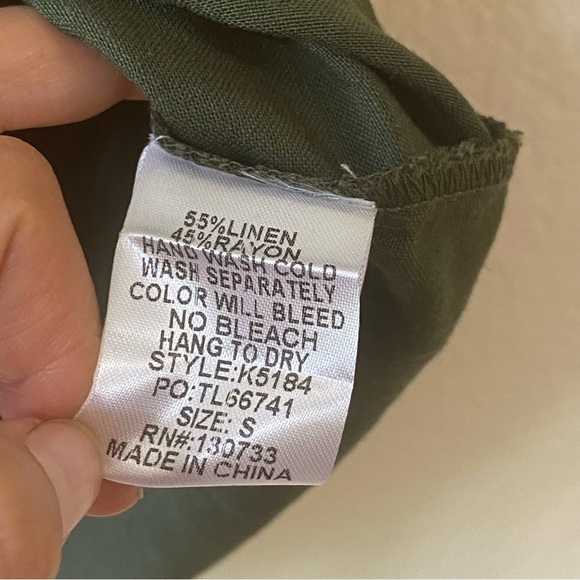 55%LINEN
45%RAYON
HAND WASH COLD
WASH SEPARATELY
COLOR WILL BLEED
NO BLEACH
HANG TO DRY
STYLE:K5184
PO:TL66741
SIZE: S
RN#:130733
MADE IN CHINA